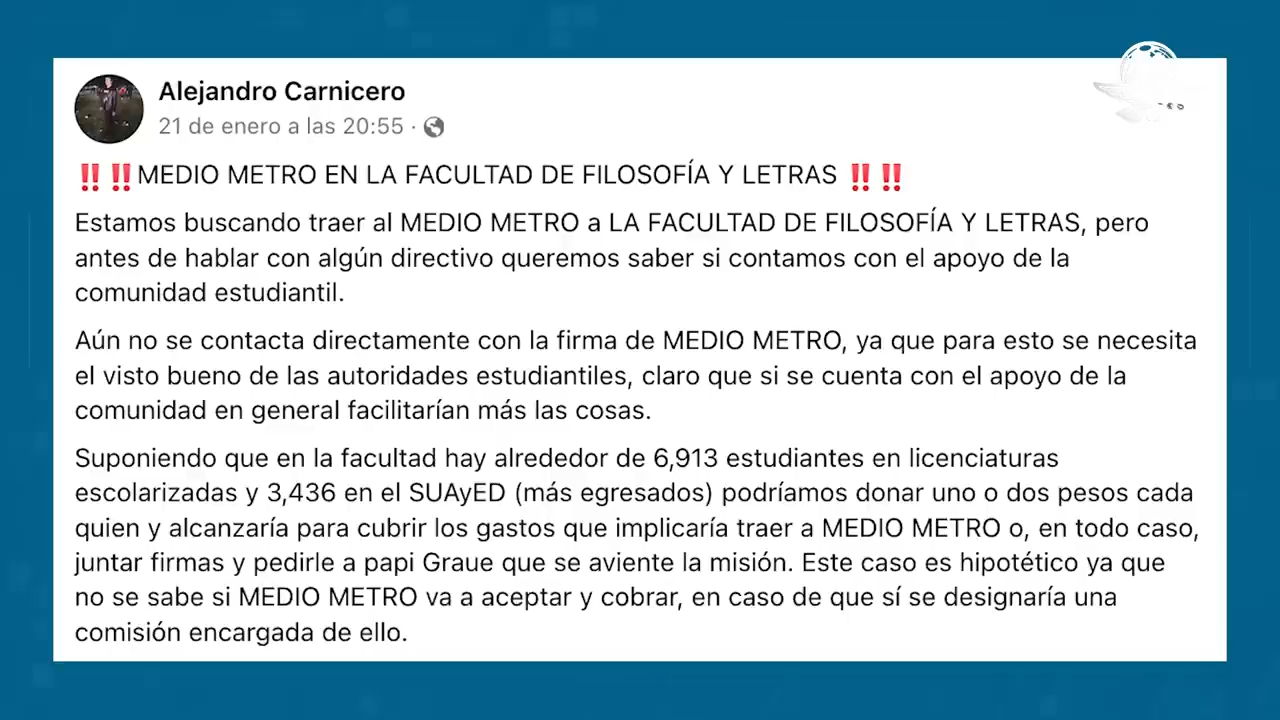 Alejandro Carnicero
21 de enero a las 20:55 ·
‼️‼️MEDIO METRO EN LA FACULTAD DE FILOSOFÍA Y LETRAS ‼️‼️
Estamos buscando traer al MEDIO METRO a LA FACULTAD DE FILOSOFÍA Y LETRAS, pero
antes de hablar con algún directivo queremos saber si contamos con el apoyo de la
comunidad estudiantil.
Aún no se contacta directamente con la firma de MEDIO METRO, ya que para esto se necesita
el visto bueno de las autoridades estudiantiles, claro que si se cuenta con el apoyo de la
comunidad en general facilitarían más las cosas.
Suponiendo que en la facultad hay alrededor de 6,913 estudiantes en licenciaturas
escolarizadas y 3,436 en el SUAyED (más egresados) podríamos donar uno o dos pesos cada
quien y alcanzaría para cubrir los gastos que implicaría traer a MEDIO METRO o, en todo caso,
juntar firmas y pedirle a papi Graue que se aviente la misión. Este caso es hipotético ya que
no se sabe si MEDIO METRO va a aceptar y cobrar, en caso de que sí se designaría una
comisión encargada de ello.